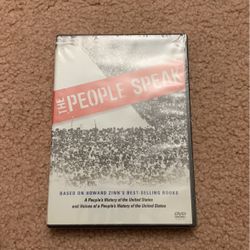 THE PEOPLE SPEAK
BASED ON HOWARD ZINN'S BEST-SELLING BOOKS
A People's History of the United States
and Voices of a People's History of the United States
DVD